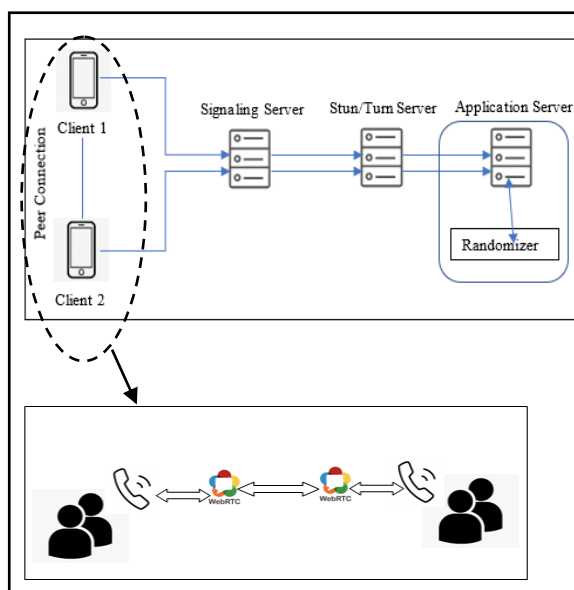 Peer Connection
Client 1
Client 2
Signaling Server
Stun/Turn Server
Application Server
Randomizer
WebRTC
WebRTC